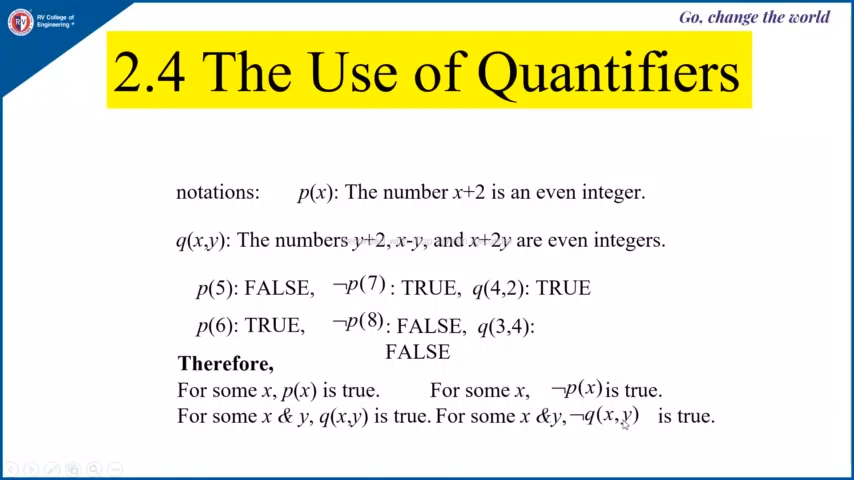 RV College of
Engineering
Go, change the world
2.4 The Use of Quantifiers
notations: p(x): The number x+2 is an even integer.
q(x,y): The numbers y+2, x-y, and x+2y are even integers.
p(5): FALSE, ¬p(7) : TRUE, q(4,2): TRUE
p(6): TRUE, ¬p(8) : FALSE, q(3,4):
FALSE
Therefore,
For some x, p(x) is true. For some x, ¬p(x) is true.
For some x & y, q(x,y) is true. For some x &y, ¬q(x,y) is true.